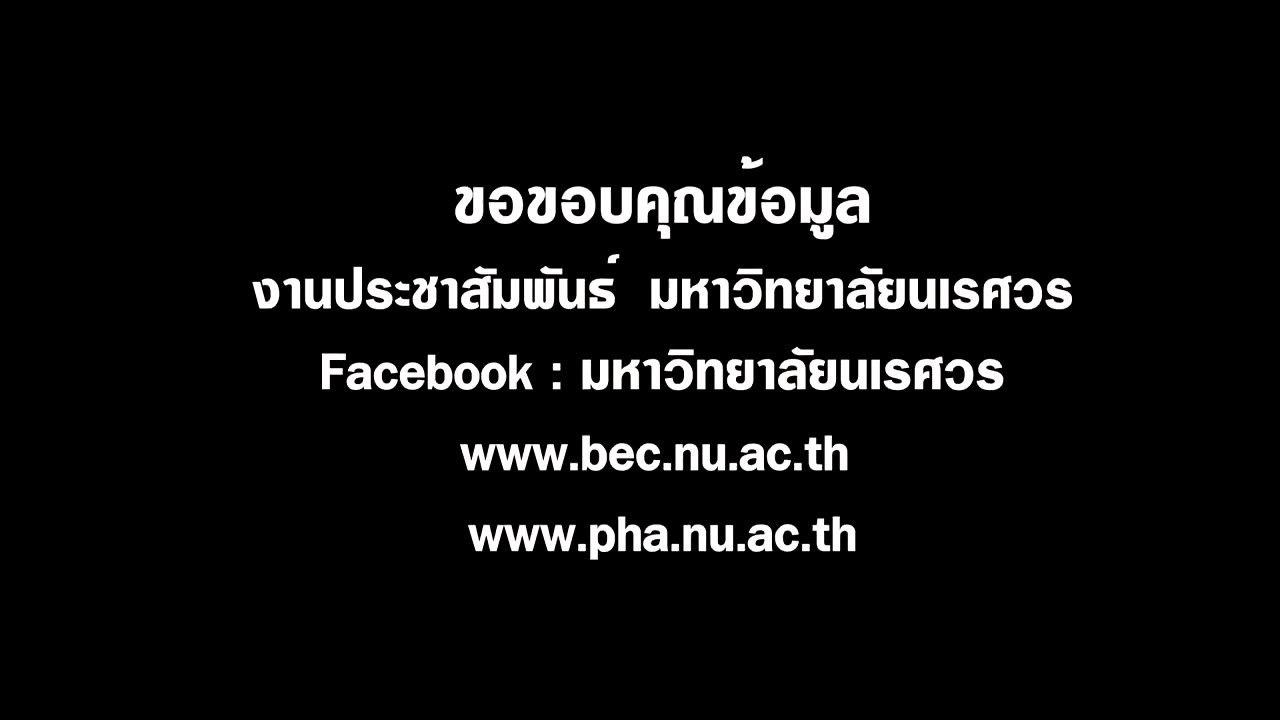 ขอขอบคุณข้อมูล
งานประชาสัมพันธ์ มหาวิทยาลัยนเรศวร
Facebook : มหาวิทยาลัยนเรศวร
www.bec.nu.ac.th
www.pha.nu.ac.th